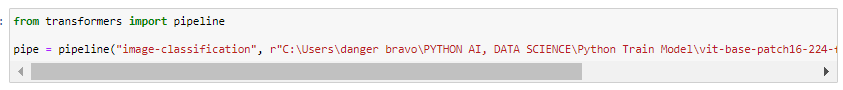 :
from transformers import pipeline
pipe = pipeline("image-classification", r"C:\Users\danger bravo\PYTHON AI, DATA SCIENCE\Python Train Model\vit-base-patch16-224-